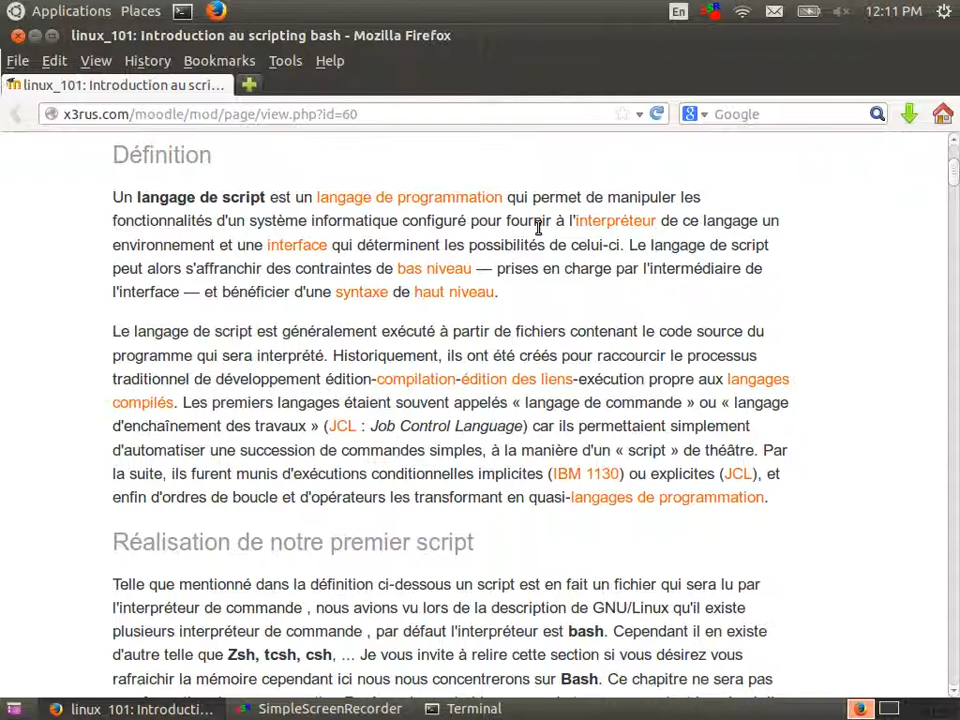 Applications Places En 12:11 PM
linux_101: Introduction au scripting bash - Mozilla Firefox
File Edit View History Bookmarks Tools Help
linux_101: Introduction au scri...
x3rus.com/moodle/mod/page/view.php?id=60 Google
Définition
Un langage de script est un langage de programmation qui permet de manipuler les
fonctionnalités d'un système informatique configuré pour fournir à l'interpréteur de ce langage un
environnement et une interface qui déterminent les possibilités de celui-ci. Le langage de script
peut alors s'affranchir des contraintes de bas niveau — prises en charge par l'intermédiaire de
l'interface — et bénéficier d'une syntaxe de haut niveau.
Le langage de script est généralement exécuté à partir de fichiers contenant le code source du
programme qui sera interprété. Historiquement, ils ont été créés pour raccourcir le processus
traditionnel de développement édition-compilation-édition des liens-exécution propre aux langages
compilés. Les premiers langages étaient souvent appelés « langage de commande » ou « langage
d'enchaînement des travaux » (JCL : Job Control Language) car ils permettaient simplement
d'automatiser une succession de commandes simples, à la manière d'un « script » de théâtre. Par
la suite, ils furent munis d'exécutions conditionnelles implicites (IBM 1130) ou explicites (JCL), et
enfin d'ordres de boucle et d'opérateurs les transformant en quasi-langages de programmation.
Réalisation de notre premier script
Telle que mentionné dans la définition ci-dessous un script est en fait un fichier qui sera lu par
l'interpréteur de commande , nous avions vu lors de la description de GNU/Linux qu'il existe
plusieurs interpréteur de commande , par défaut l'interpréteur est bash. Cependant il en existe
d'autre telle que Zsh, tcsh, csh, ... Je vous invite à relire cette section si vous désirez vous
rafraichir la mémoire cependant ici nous nous concentrerons sur Bash. Ce chapitre ne sera pas
linux_101: Introducti... SimpleScreenRecorder Terminal